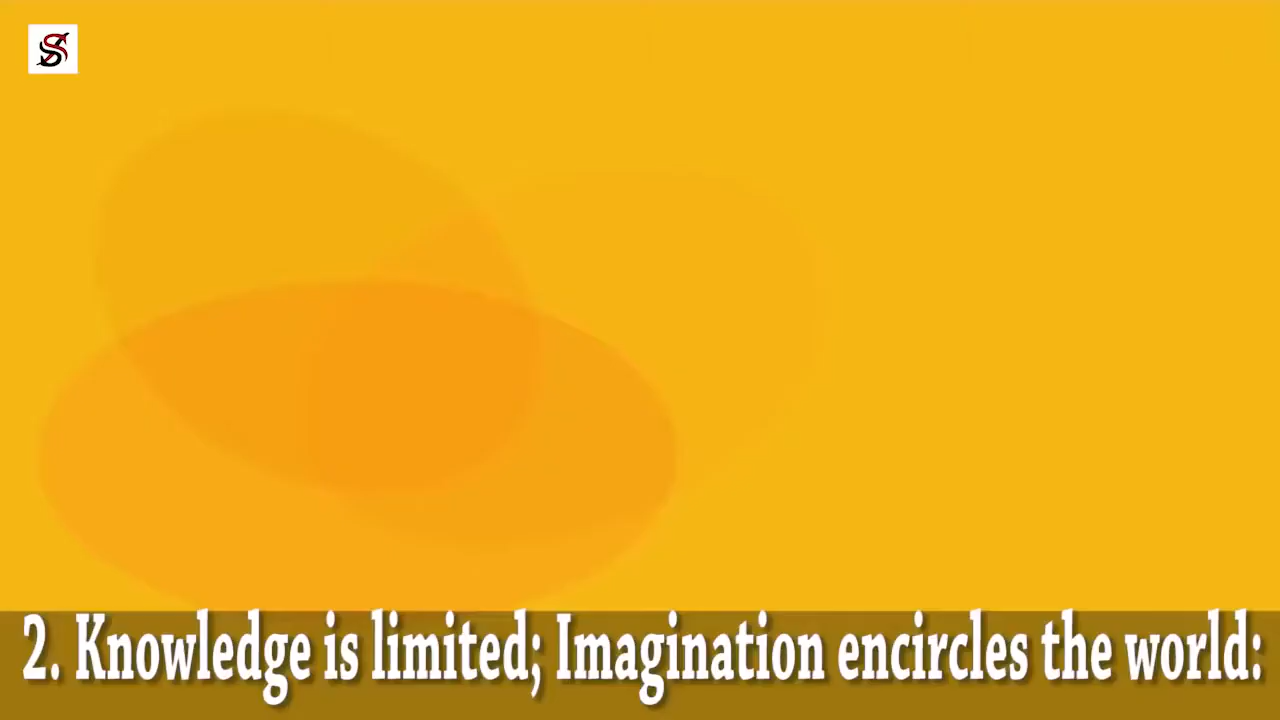 2. Knowledge is limited; Imagination encircles the world: